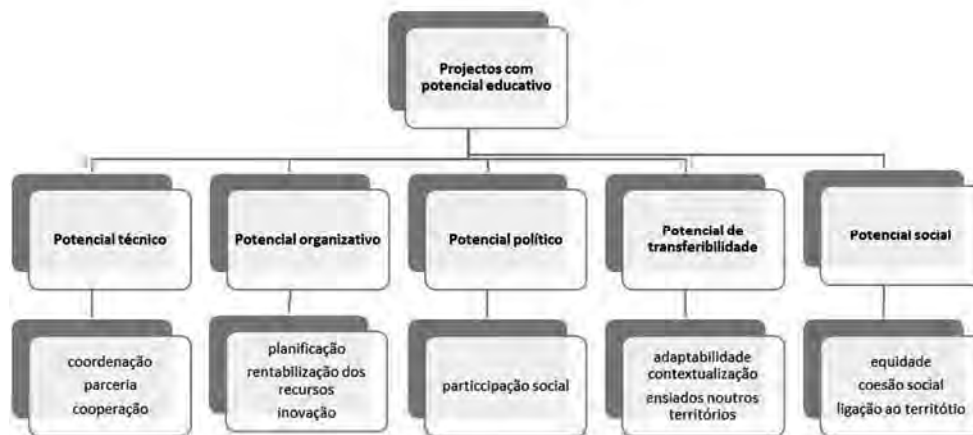 Projectos com
potencial educativo
Potencial técnico
Potencial organizativo
Potencial político
Potencial de
transferibilidade
Potencial social
coordenação
parceria
cooperação
planificação
rentabilização dos
recursos
inovação
particcipação social
adaptabilidade
contextualização
ensiados noutros
territórios
equidade
coesão social
ligação ao territótio